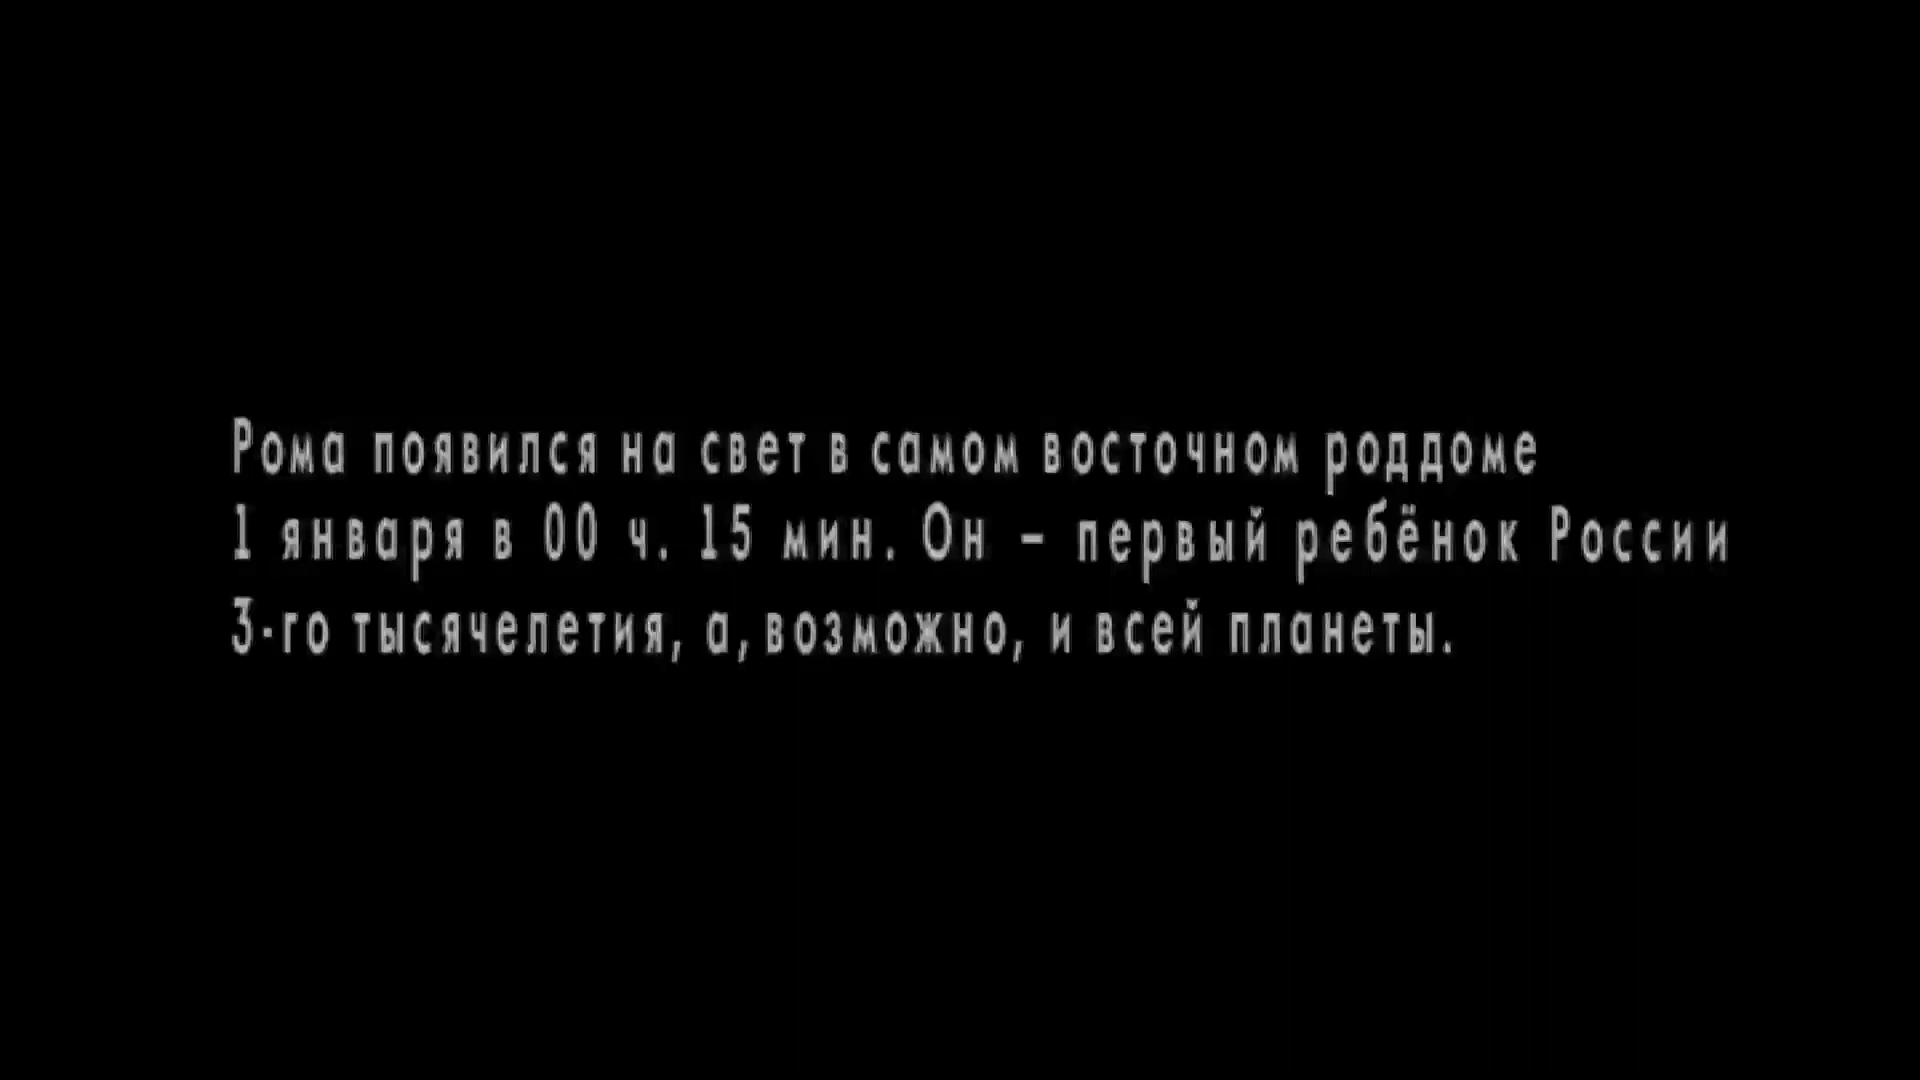 Рома появился на свет в самом восточном роддоме
1 января в 00 ч. 15 мин. Он – первый ребёнок России
3-го тысячелетия, а, возможно, и всей планеты.